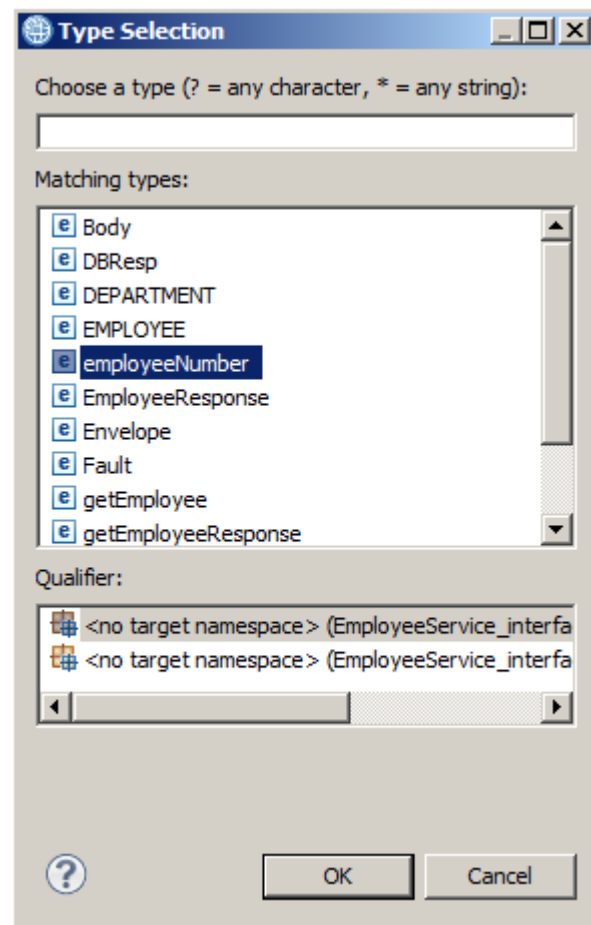 Type Selection
Choose a type (? = any character, * = any string):
Matching types:
e Body
e DBResp
e DEPARTMENT
e EMPLOYEE
e employeeNumber
e EmployeeResponse
e Envelope
e Fault
e getEmployee
e getEmployeeResponse
Qualifier:
<no target namespace> (EmployeeService_interfa
<no target namespace> (EmployeeService_interfa
? OK Cancel